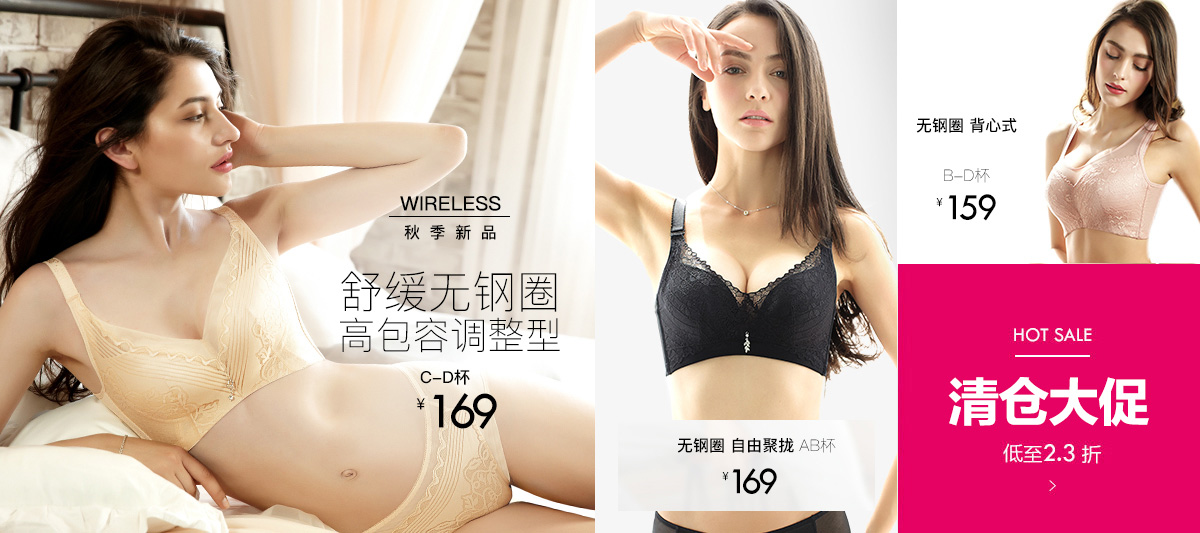 WIRELESS
秋季新品
舒缓无钢圈
高包容调整型
C-D杯
¥169
无钢圈 自由聚拢 AB杯
¥169
无钢圈 背心式
B-D杯
¥159
HOT SALE
清仓大促
低至2.3 折